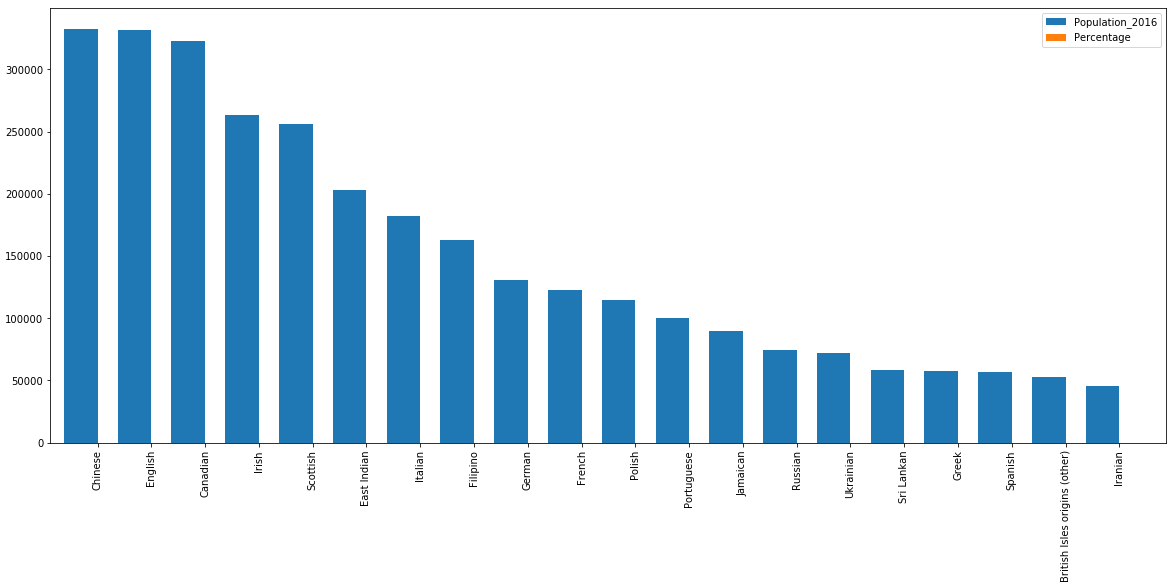 Population_2016
Percentage
300000
250000
200000
150000
100000
50000
0
Chinese
English
Canadian
Irish
Scottish
East Indian
Italian
Filipino
German
French
Polish
Portuguese
Jamaican
Russian
Ukrainian
Sri Lankan
Greek
Spanish
British Isles origins (other)
Iranian